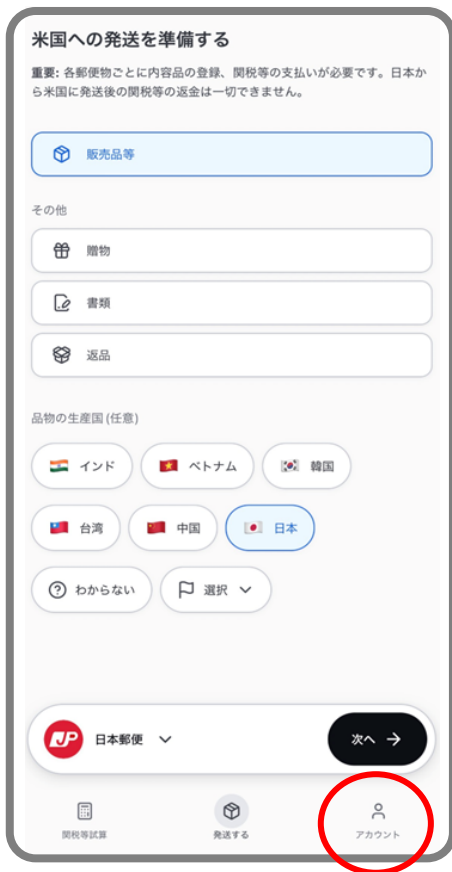 米国への発送を準備する
重要: 各郵便物ごとに内容品の登録、関税等の支払いが必要です。日本か
ら米国に発送後の関税等の返金は一切できません。
販売品等
その他
贈物
書類
返品
品物の生産国 (任意)
インド
ベトナム
韓国
台湾
中国
日本
わからない
選択
JP
日本郵便
次へ
関税等試算
発送する
アカウント